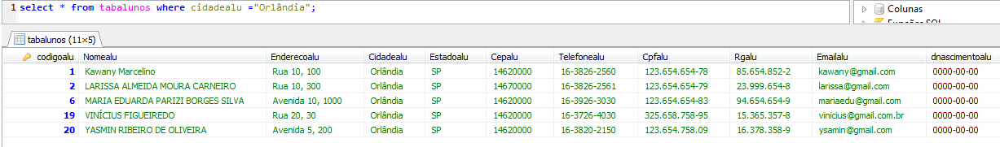 1 select * from tabalunos where cidadealu ="Orlândia";
Colunas
tabalunos (11×5)
codigoalu Nomealu Enderecoalu Cidadealu Estadoalu Cepalu Telefonealu Cpfalu Rgalu Emailalu dnascimentoalu
1 Kawany Marcelino Rua 10, 100 Orlândia SP 14620000 16-3826-2560 123.654.654-78 85.654.852-2 kawany@gmail.com 0000-00-00
2 LARISSA ALMEIDA MOURA CARNEIRO Rua 10, 300 Orlândia SP 14670000 16-3826-2561 123.654.654-79 23.999.654-8 larissa@gmail.com 0000-00-00
6 MARIA EDUARDA PARIZI BORGES SILVA Avenida 10, 1000 Orlândia SP 14620000 16-3926-3030 123.654.654-83 94.654.654-9 mariaedu@gmail.com 0000-00-00
19 VINÍCIUS FIGUEIREDO Rua 20, 30 Orlândia SP 14620000 16-3726-4030 325.658.758-95 15.365.357-8 vinicius@gmail.com.br 0000-00-00
20 YASMIN RIBEIRO DE OLIVEIRA Avenida 5, 200 Orlândia SP 14620000 16-3820-2150 123.654.758.09 16.378.358-9 ysamin@gmail.com 0000-00-00